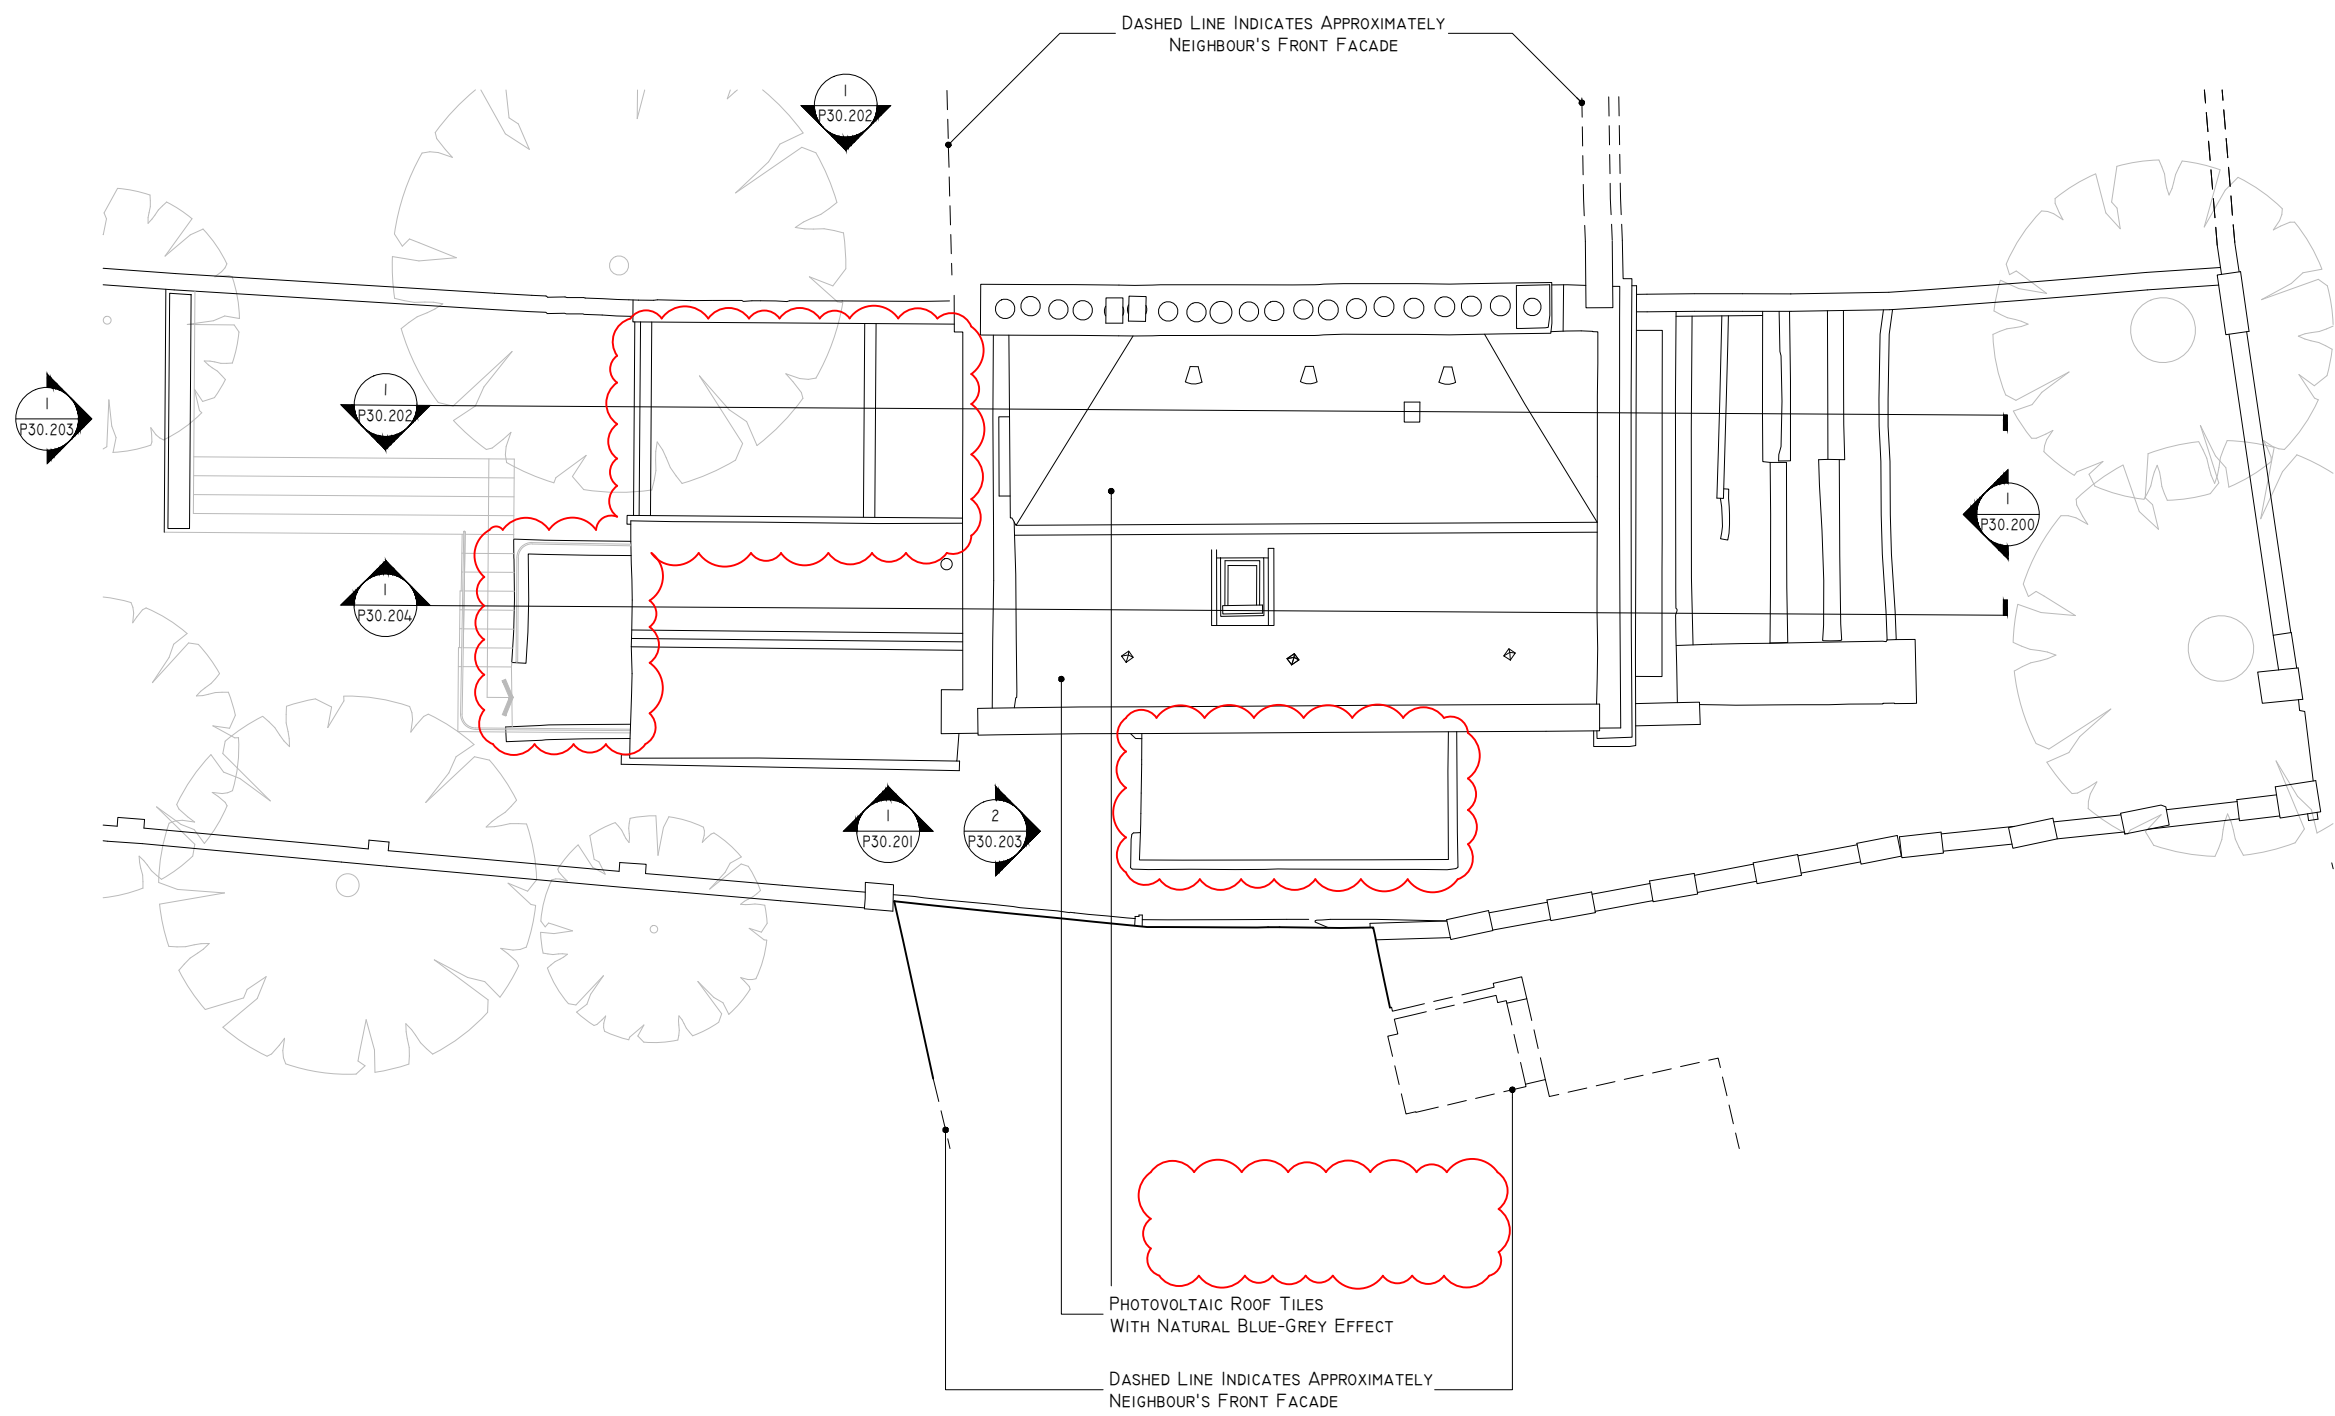 DASHED LINE INDICATES APPROXIMATELY
NEIGHBOUR'S FRONT FACADE
1
P30.202
1
P30.203
1
P30.202
1
P30.200
1
P30.204
1
P30.201
2
P30.203
PHOTOVOLTAIC ROOF TILES
WITH NATURAL BLUE-GREY EFFECT
DASHED LINE INDICATES APPROXIMATELY
NEIGHBOUR'S FRONT FACADE